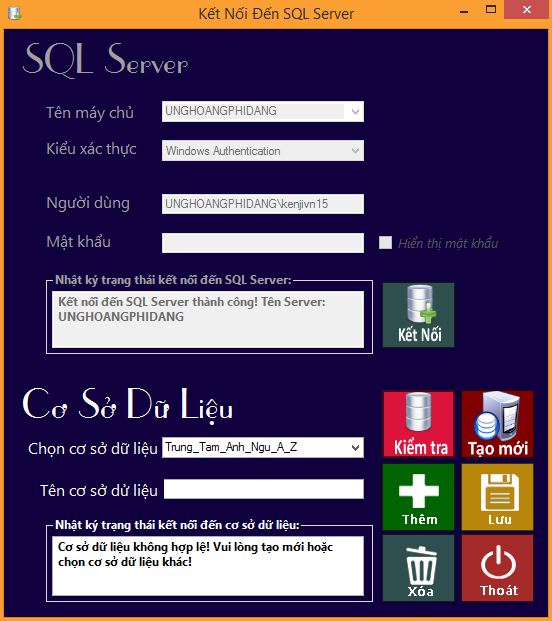 Kết Nối Đến SQL Server
SQL Server
Tên máy chủ
UNGHOANGPHIDANG
Kiểu xác thực
Windows Authentication
Người dùng
UNGHOANGPHIDANG\kenjivn15
Mật khẩu
Hiển thị mật khẩu
Nhật ký trạng thái kết nối đến SQL Server:
Kết nối đến SQL Server thành công! Tên Server:
UNGHOANGPHIDANG
Kết Nối
Cơ Sở Dữ Liệu
Chọn cơ sở dữ liệu
Trung_Tam_Anh_Ngu_A_Z
Kiểm tra
Tạo mới
Tên cơ sở dử liệu
Thêm
Lưu
Nhật ký trạng thái kết nối đến cơ sở dữ liệu:
Cơ sở dữ liệu không hợp lệ! Vui lòng tạo mới hoặc
chọn cơ sở dữ liệu khác!
Xóa
Thoát